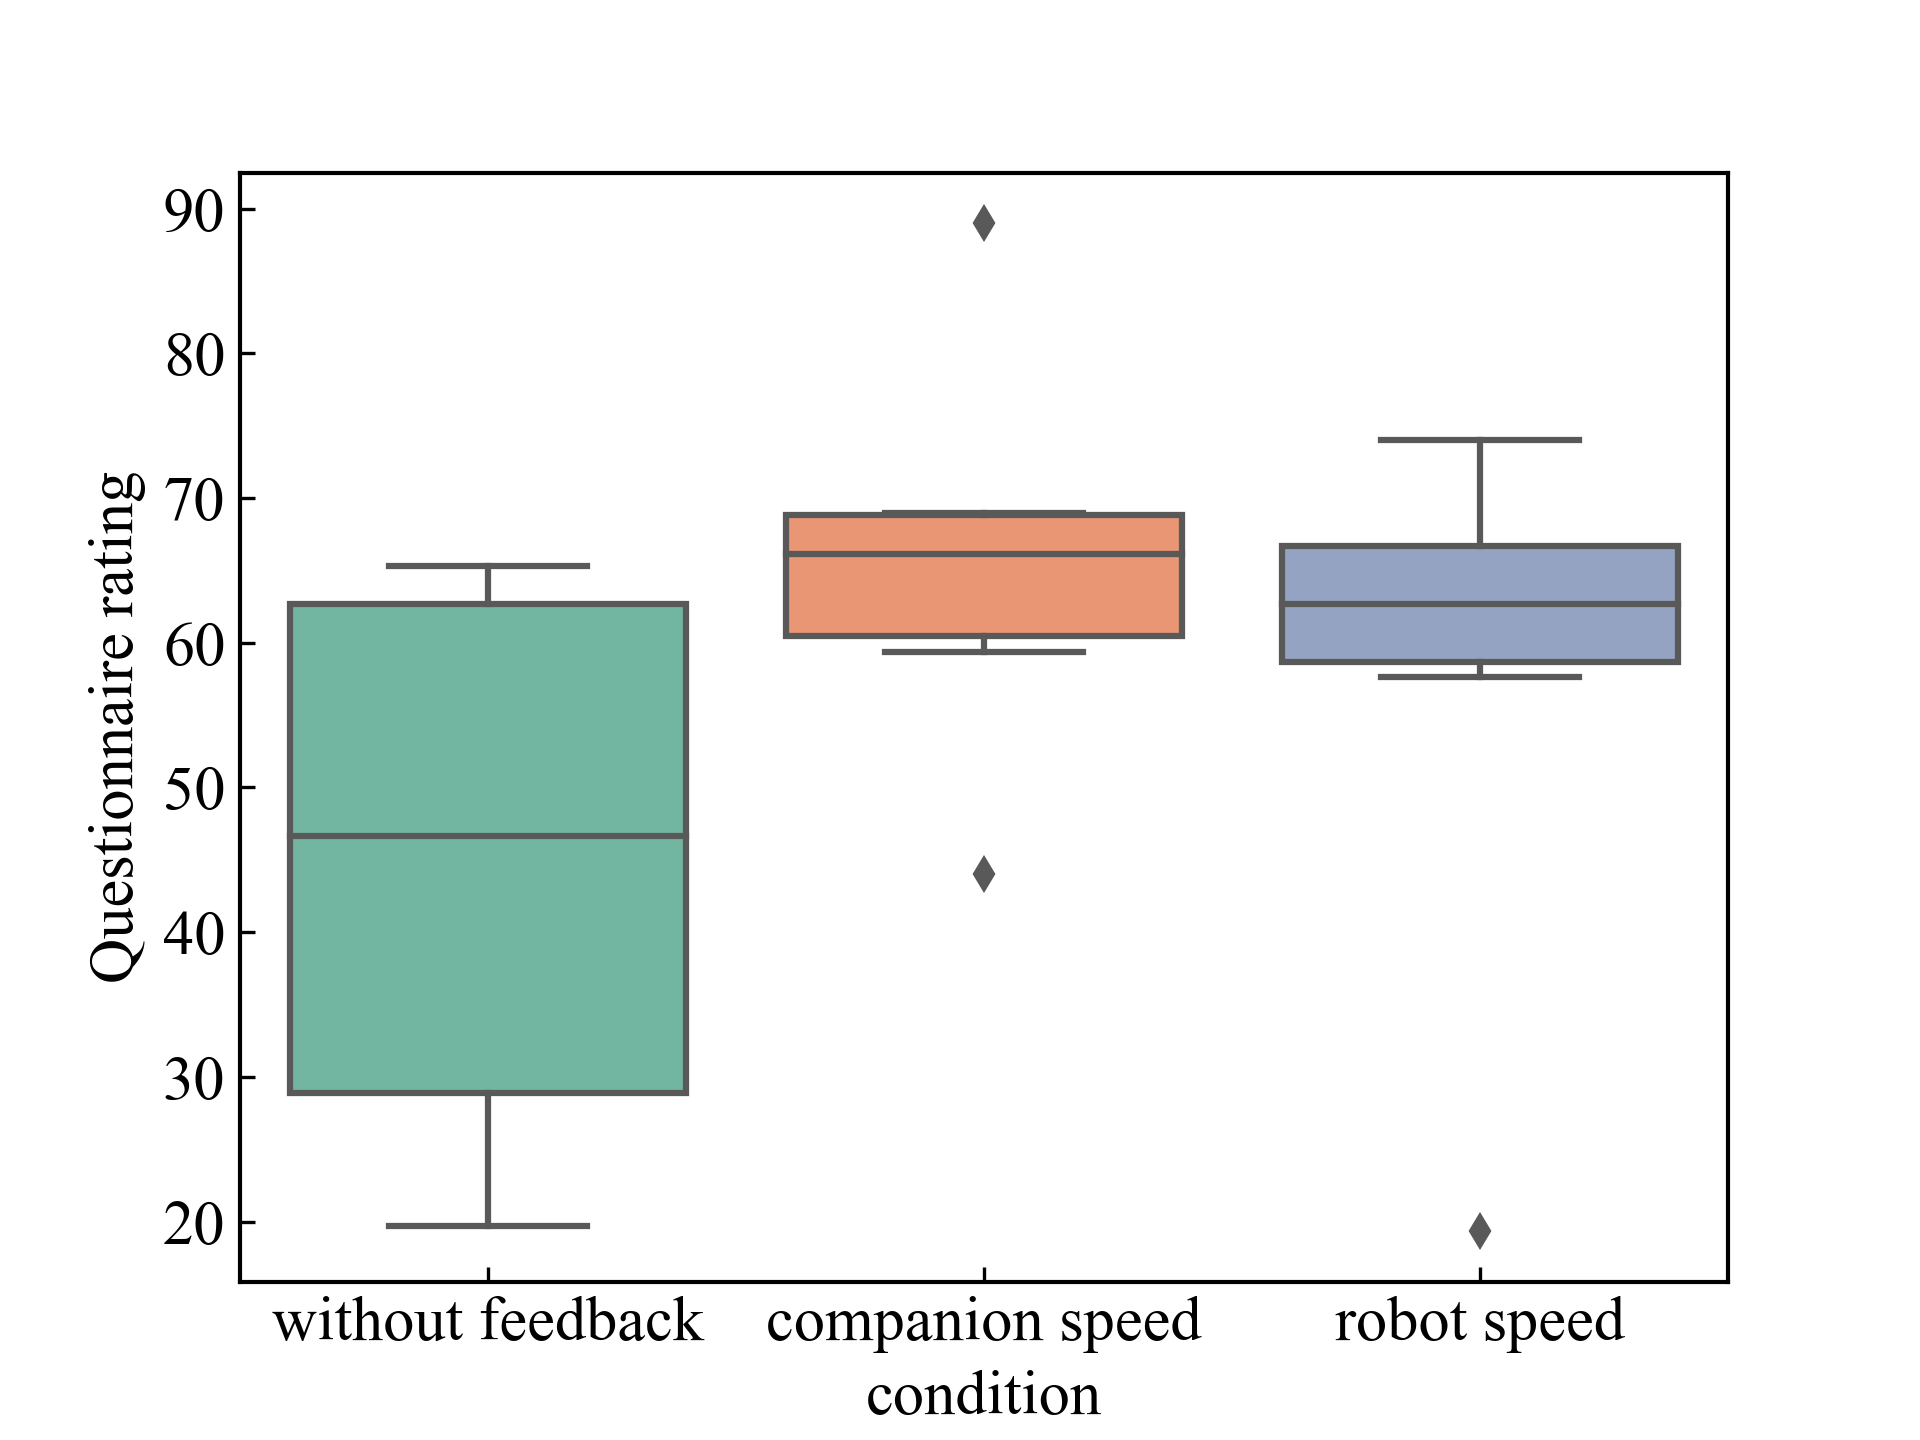 90
80
70
60
50
40
30
20
Questionnaire rating
without feedback
companion speed
robot speed
condition